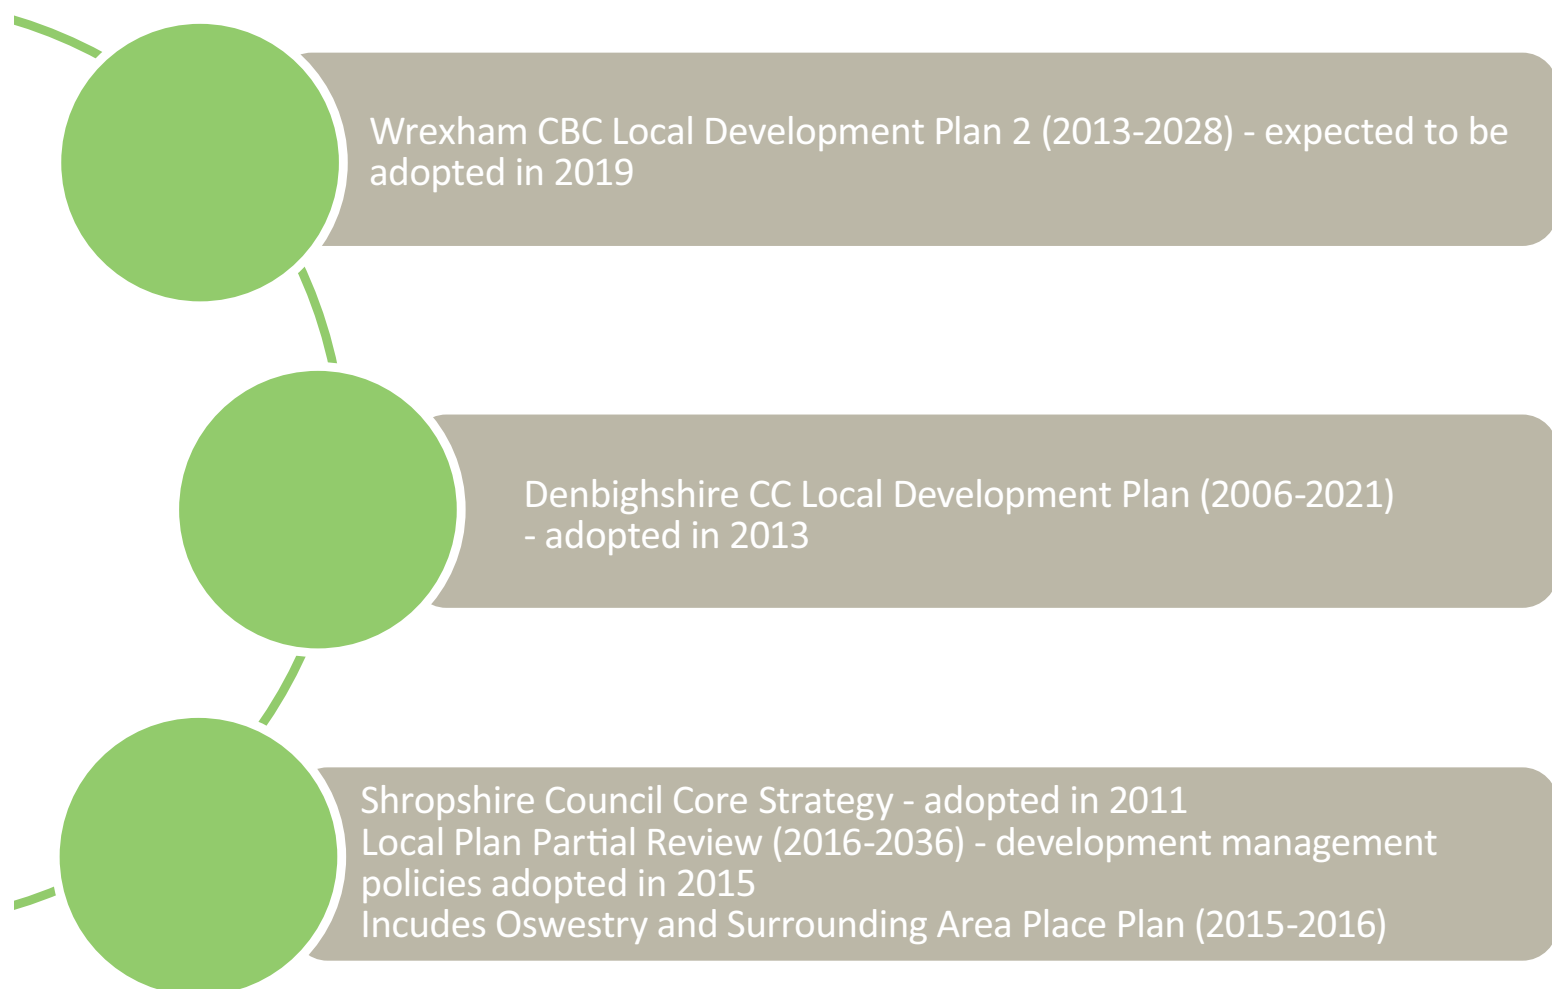 Wrexham CBC Local Development Plan 2 (2013-2028) - expected to be
adopted in 2019
Denbighshire CC Local Development Plan (2006-2021)
- adopted in 2013
Shropshire Council Core Strategy - adopted in 2011
Local Plan Partial Review (2016-2036) - development management
policies adopted in 2015
Incudes Oswestry and Surrounding Area Place Plan (2015-2016)